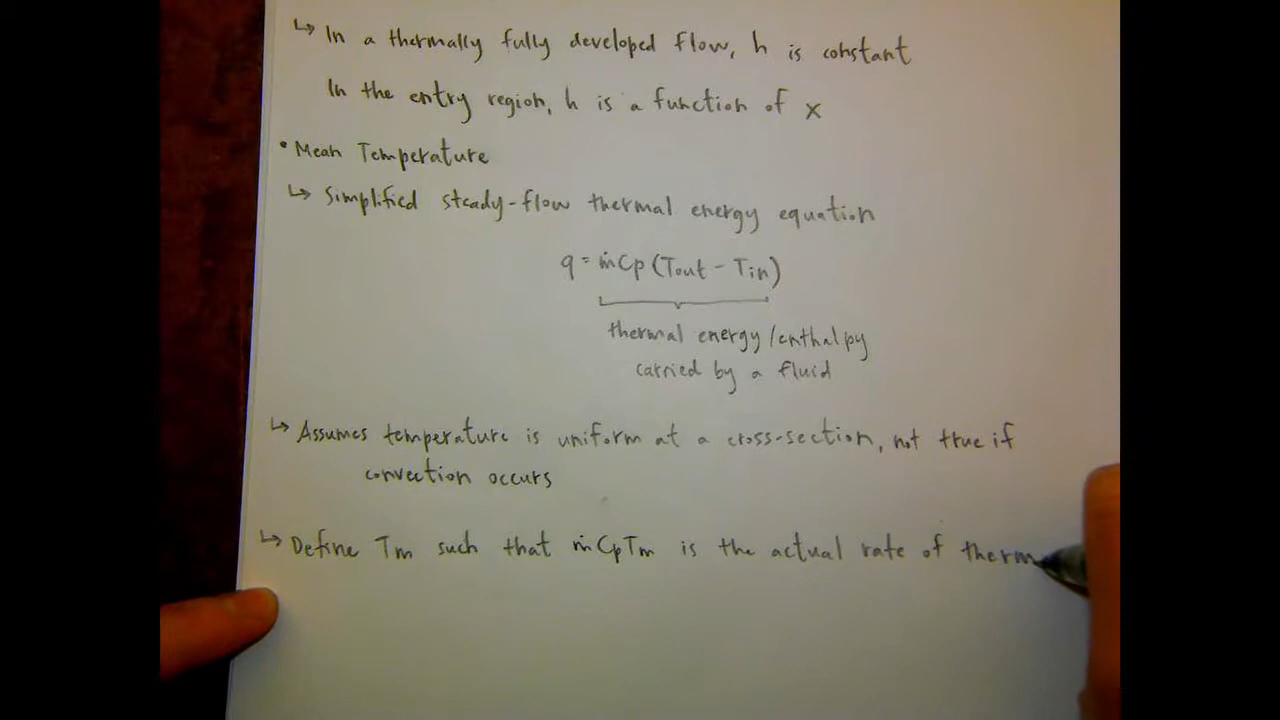 ↳ In a thermally fully developed flow, h is constant
In the entry region, h is a function of x
• Mean Temperature
↳ Simplified steady-flow thermal energy equation
q = ṁCp(Tout - Tin)
thermal energy/enthalpy
carried by a fluid
↳ Assumes temperature is uniform at a cross-section, not true if
convection occurs
↳ Define Tm such that ṁCpTm is the actual rate of therm